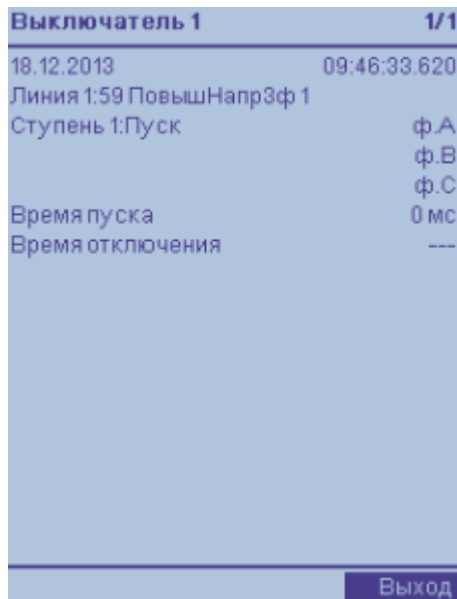 Выключатель 1 1/1
18.12.2013 09:46:33.620
Линия 1:59 ПовышНапр3ф 1
Ступень 1:Пуск ф.A
ф.B
ф.C
Время пуска 0 мс
Время отключения ---
Выход